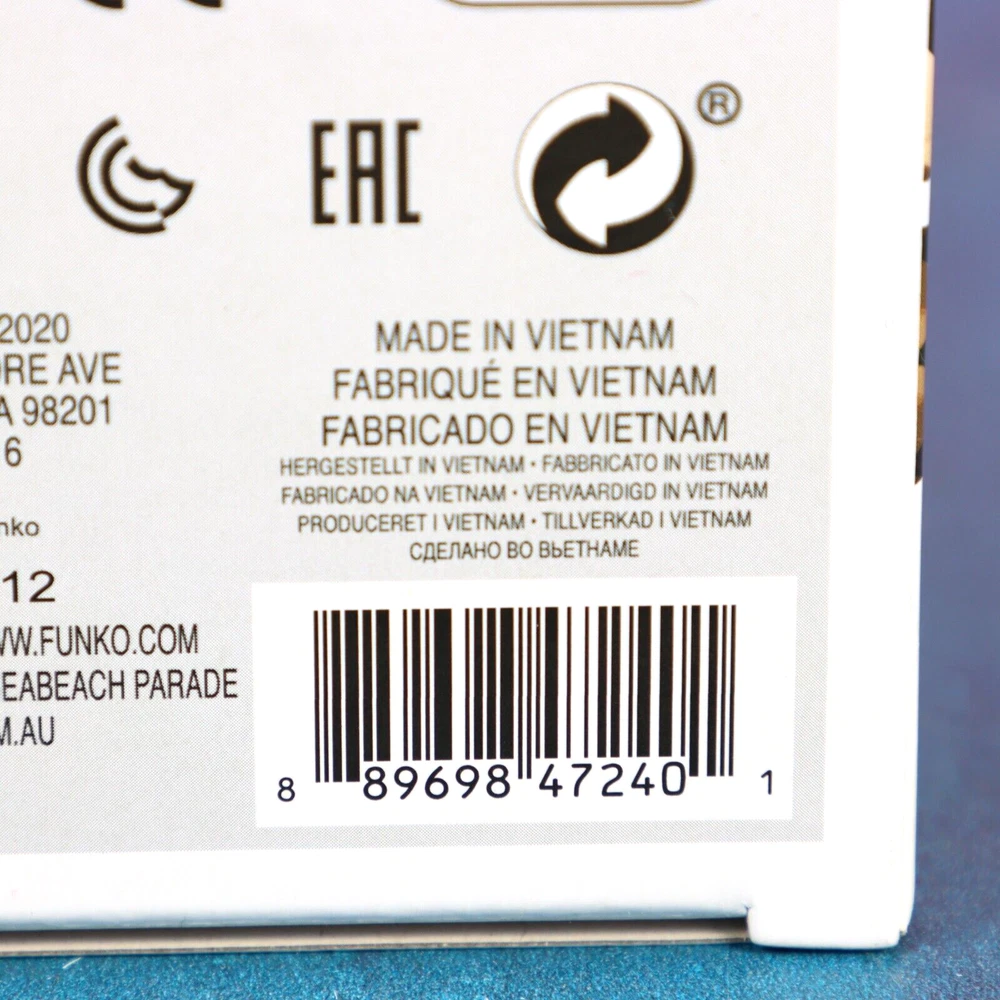 EAC
®
2020
ORE AVE
A 98201
6
nko
12
WW.FUNKO.COM
EABEACH PARADE
M.AU
MADE IN VIETNAM
FABRIQUÉ EN VIETNAM
FABRICADO EN VIETNAM
HERGESTELLT IN VIETNAM · FABBRICATO IN VIETNAM
FABRICADO NA VIETNAM · VERVAARDIGD IN VIETNAM
PRODUCERET I VIETNAM · TILLVERKAD I VIETNAM
СДЕЛАНО ВО ВЬЕТНАМЕ
8 89698 47240 1